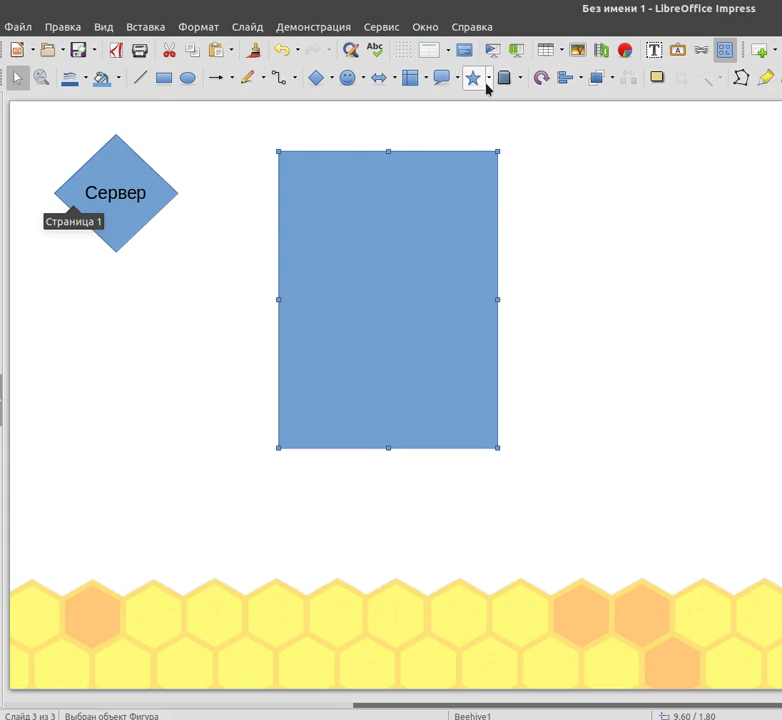 Без имени 1 - LibreOffice Impress
Файл Правка Вид Вставка Формат Слайд Демонстрация Сервис Окно Справка
Abc
T A
Сервер
Страница 1
Слайд 3 из 3 Выбран объект Фигура Beehive1 9,60 / 1,80